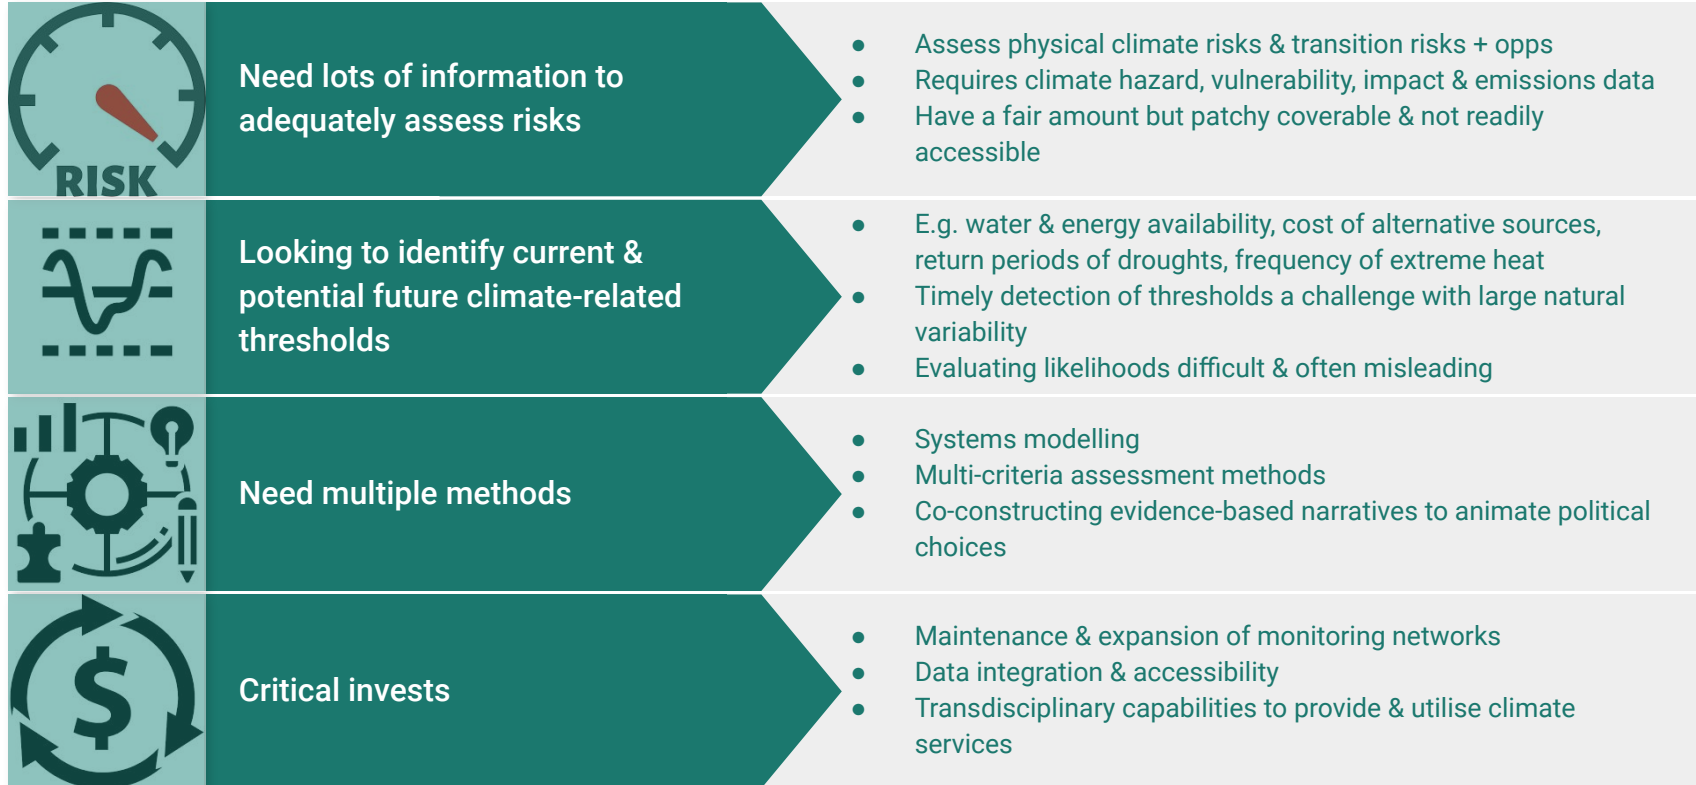 RISK
Need lots of information to
adequately assess risks
● Assess physical climate risks & transition risks + opps
● Requires climate hazard, vulnerability, impact & emissions data
● Have a fair amount but patchy coverable & not readily
accessible
Looking to identify current &
potential future climate-related
thresholds
● E.g. water & energy availability, cost of alternative sources,
return periods of droughts, frequency of extreme heat
● Timely detection of thresholds a challenge with large natural
variability
● Evaluating likelihoods difficult & often misleading
Need multiple methods
● Systems modelling
● Multi-criteria assessment methods
● Co-constructing evidence-based narratives to animate political
choices
$
Critical invests
● Maintenance & expansion of monitoring networks
● Data integration & accessibility
● Transdisciplinary capabilities to provide & utilise climate
services